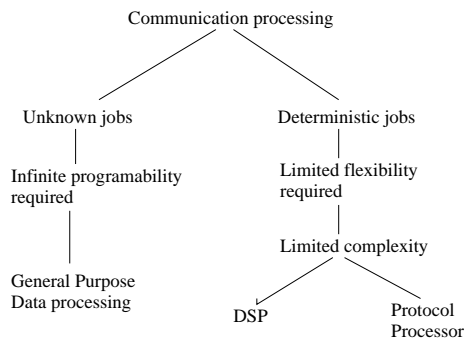 Communication processing
Unknown jobs
Deterministic jobs
Infinite programability
required
Limited flexibility
required
Limited complexity
General Purpose
Data processing
DSP
Protocol
Processor